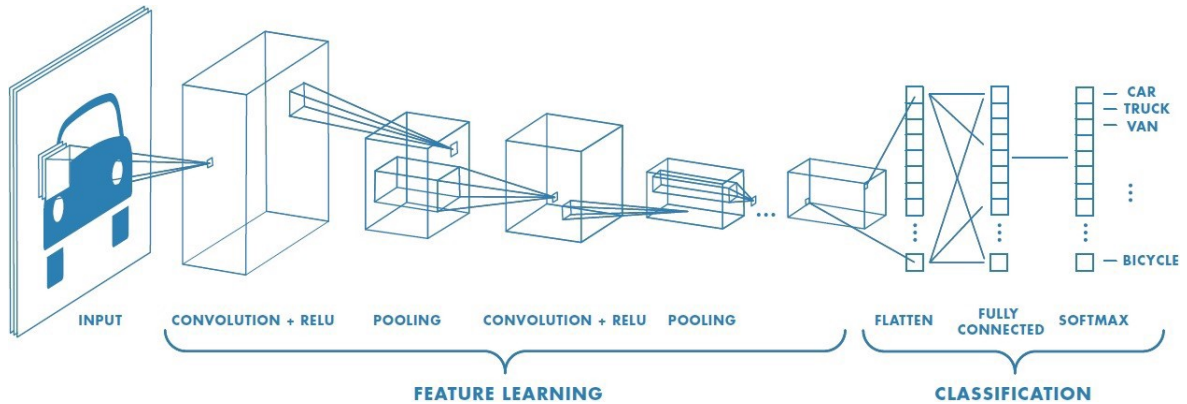 CAR
TRUCK
VAN
BICYCLE
INPUT
CONVOLUTION + RELU
POOLING
CONVOLUTION + RELU
POOLING
FLATTEN
FULLY
CONNECTED
SOFTMAX
FEATURE LEARNING
CLASSIFICATION